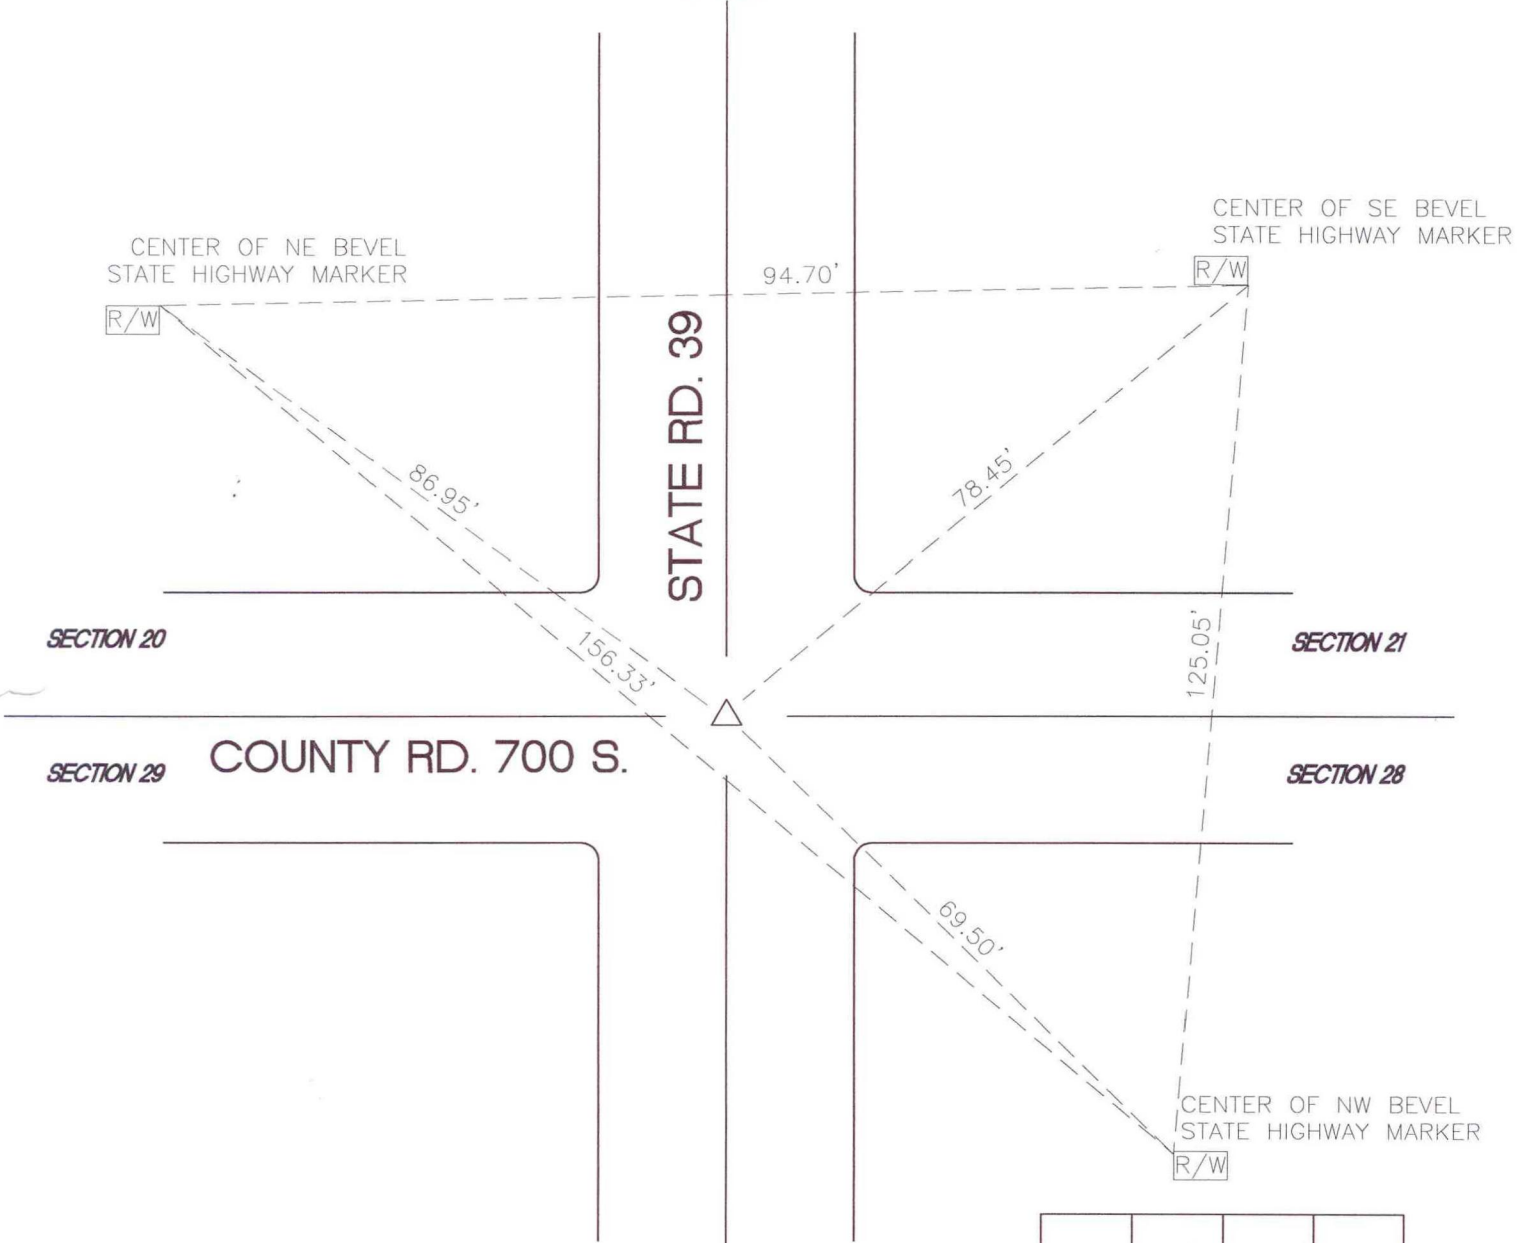 CENTER OF SE BEVEL
STATE HIGHWAY MARKER
R/W
CENTER OF NE BEVEL
STATE HIGHWAY MARKER
R/W
94.70'
STATE RD. 39
86.95'
78.45'
156.33'
125.05'
SECTION 20
SECTION 21
COUNTY RD. 700 S.
SECTION 29
SECTION 28
69.50'
CENTER OF NW BEVEL
STATE HIGHWAY MARKER
R/W